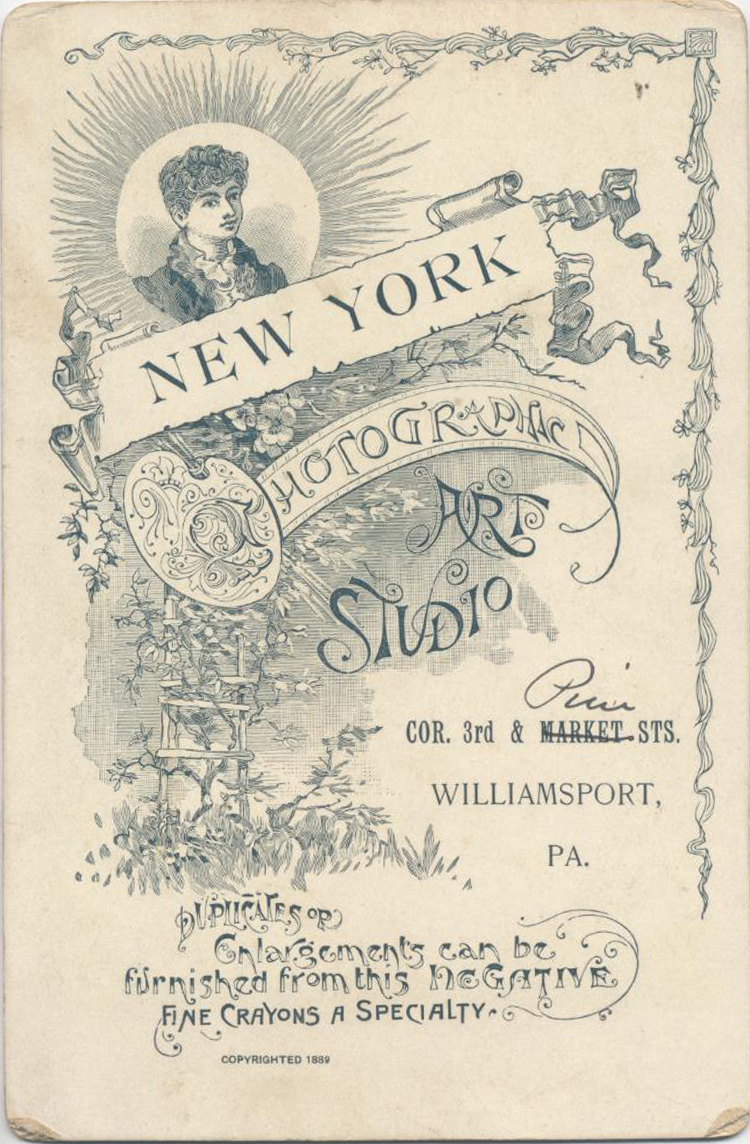 NEW YORK
PHOTOGRAPHIC
ART
STUDIO
Pine
COR. 3rd & MARKET STS.
WILLIAMSPORT,
PA.
DUPLICATES OR
Enlargements can be
furnished from this NEGATIVE
FINE CRAYONS A SPECIALTY.
COPYRIGHTED 1889